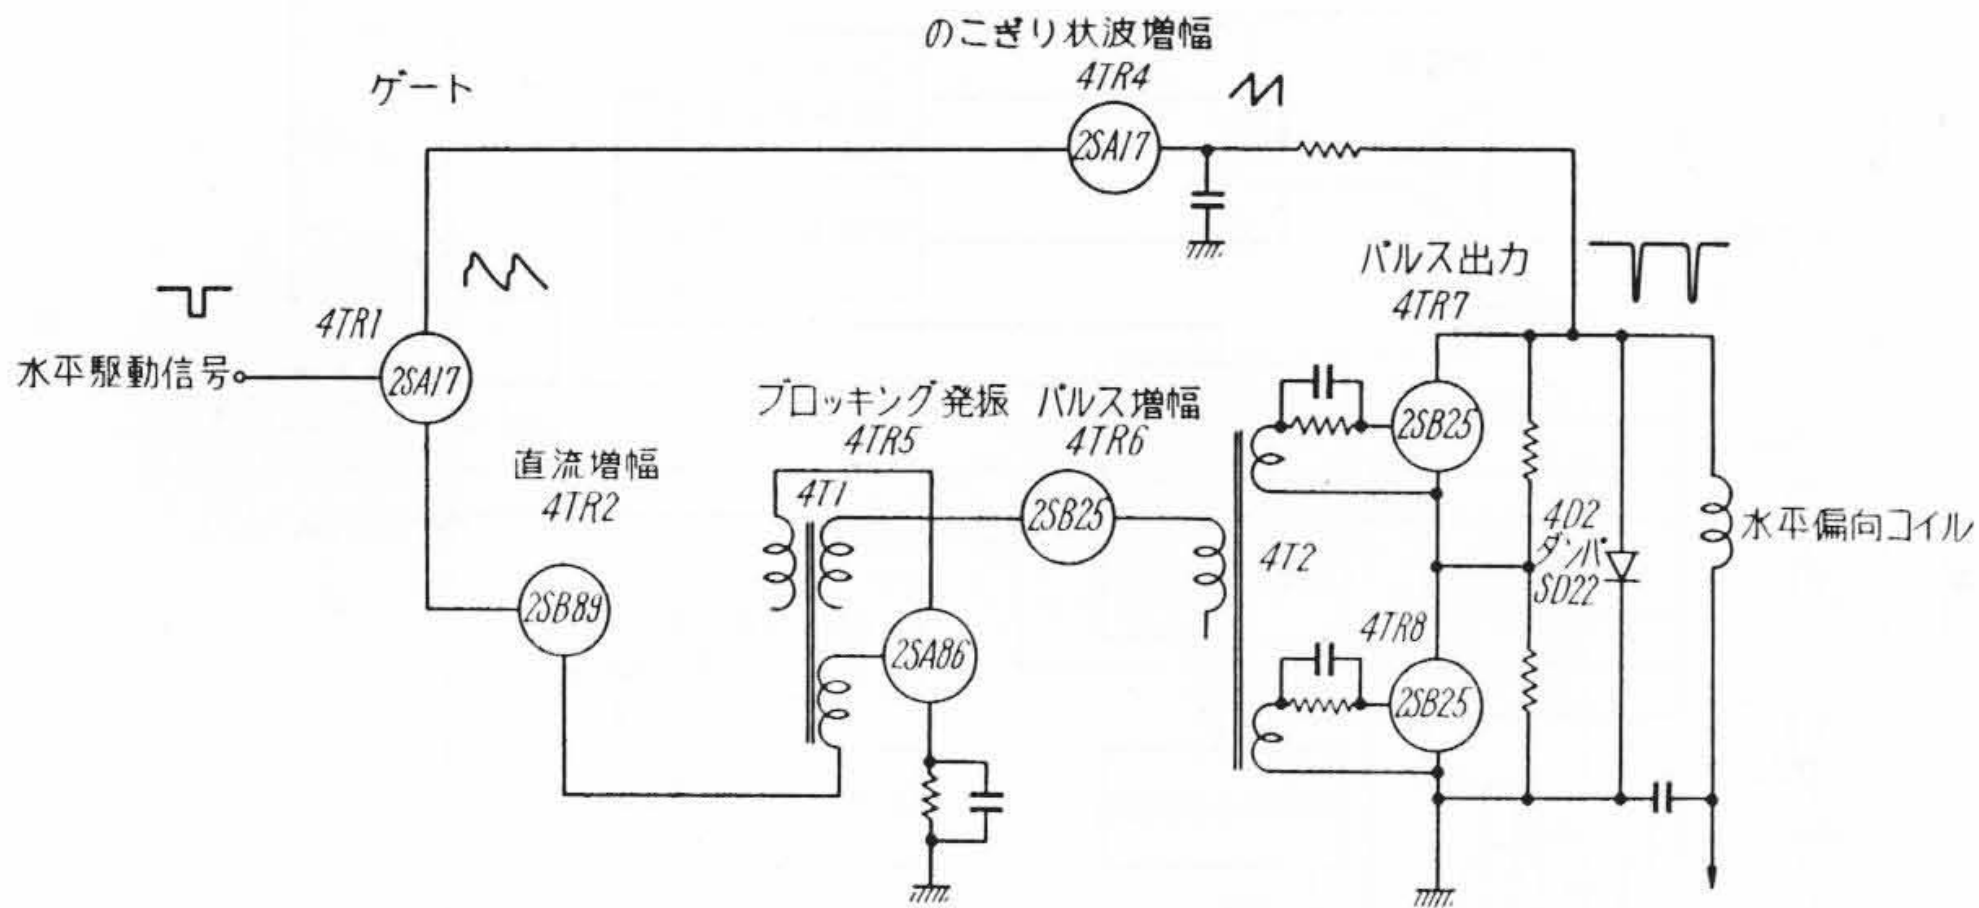 のこぎり状波増幅
4TR4
ゲート
2SA17
パルス出力
4TR7
4TR1
水平駆動信号
2SA17
ブロッキング発振
4TR5
パルス増幅
4TR6
2SB25
直流増幅
4TR2
4T1
2SB25
4D2
ダンパ
SD22
水平偏向コイル
4T2
2SB89
4TR8
2SA86
2SB25